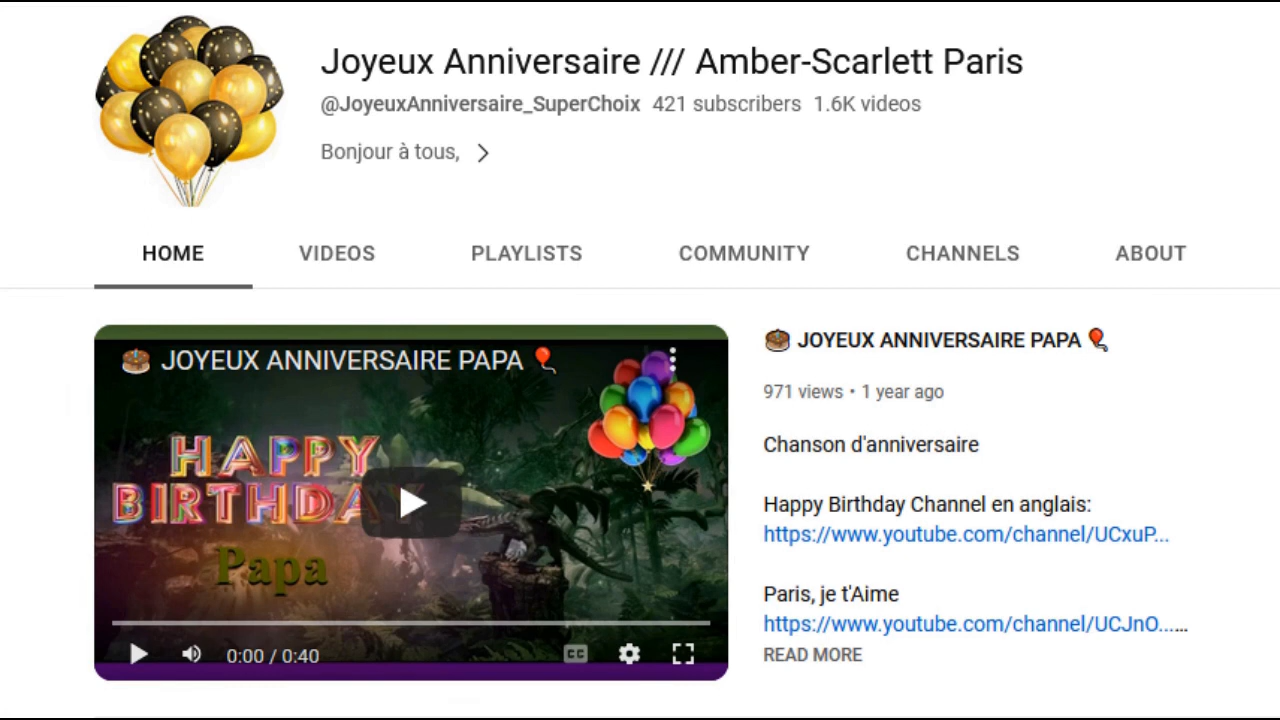 Joyeux Anniversaire /// Amber-Scarlett Paris
@JoyeuxAnniversaire_SuperChoix 421 subscribers 1.6K videos
Bonjour à tous,
HOME VIDEOS PLAYLISTS COMMUNITY CHANNELS ABOUT
JOYEUX ANNIVERSAIRE PAPA
HAPPY
BIRTHDAY
Papa
0:00 / 0:40
CC
JOYEUX ANNIVERSAIRE PAPA
971 views • 1 year ago
Chanson d'anniversaire
Happy Birthday Channel en anglais:
https://www.youtube.com/channel/UCxuP...
Paris, je t'Aime
https://www.youtube.com/channel/UCJnO......
READ MORE